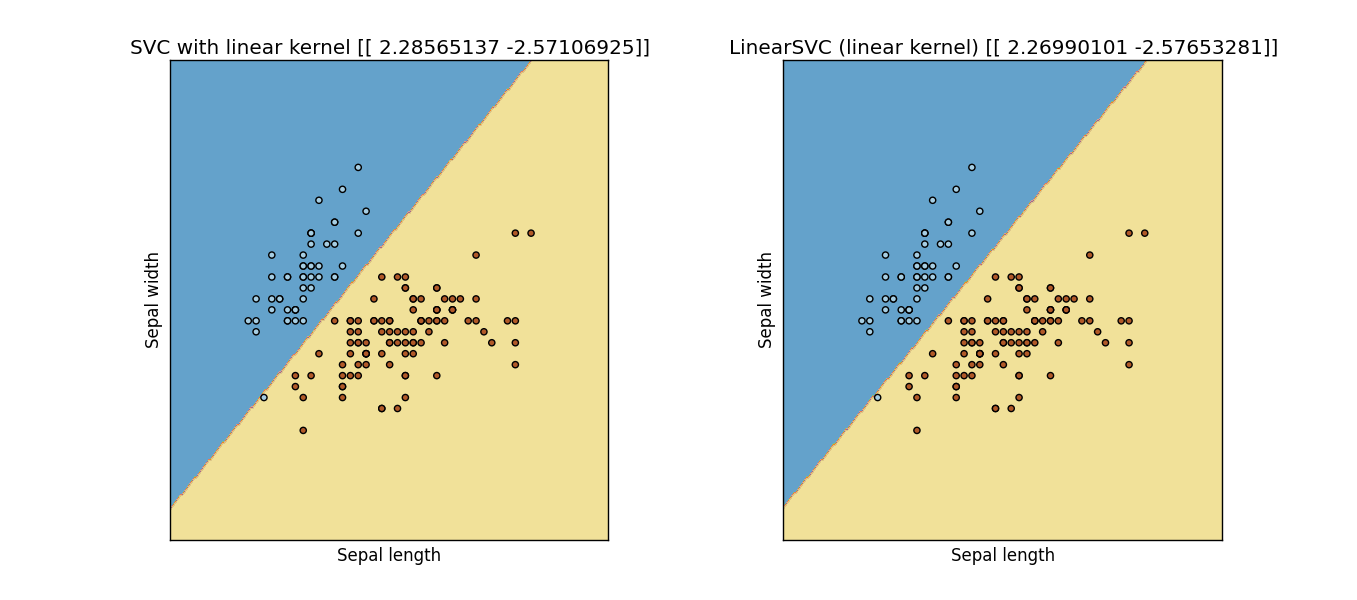 SVC with linear kernel [[ 2.28565137 -2.57106925]]
Sepal width
Sepal length
LinearSVC (linear kernel) [[ 2.26990101 -2.57653281]]
Sepal width
Sepal length